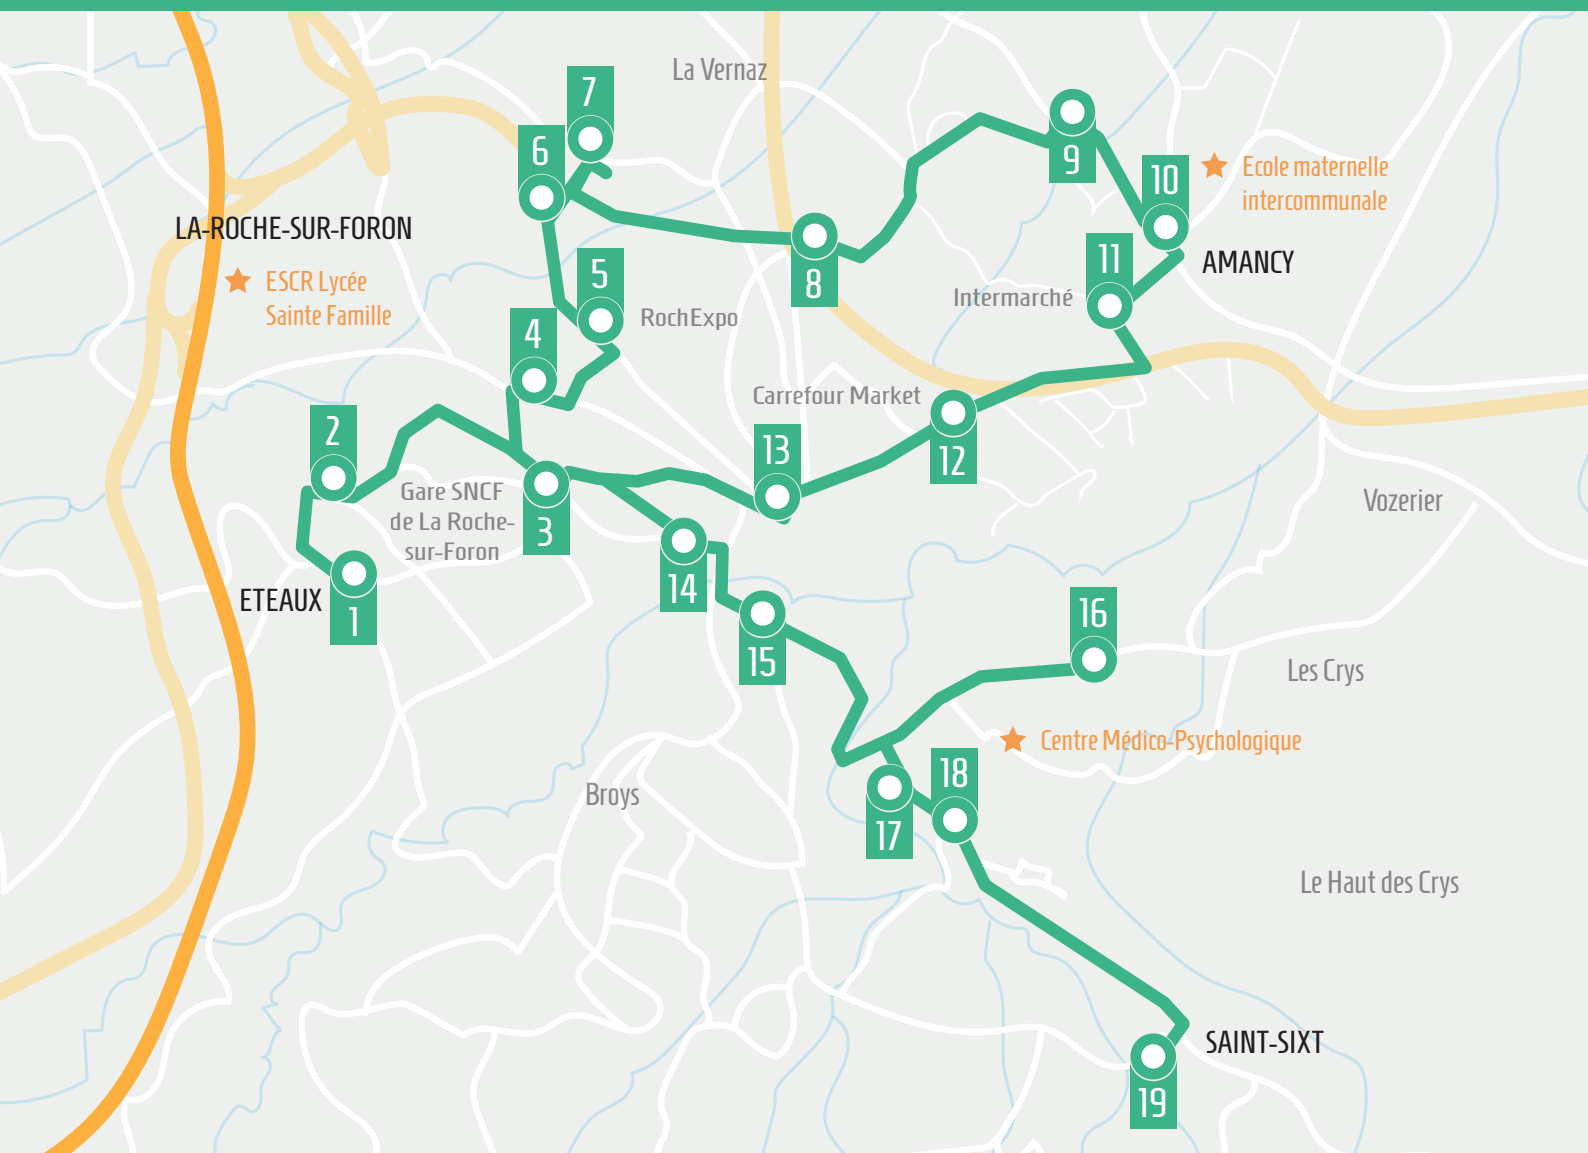 La Vernaz
7
6
9
10
Ecole maternelle
intercommunale
LA-ROCHE-SUR-FORON
ESCR Lycée
Sainte Famille
5
8
11
AMANCY
Intermarché
RochExpo
4
Carrefour Market
2
13
12
Gare SNCF
de La Roche-
sur-Foron
3
Vozerier
14
ETEAUX
1
15
16
Les Crys
Centre Médico-Psychologique
Broys
18
17
Le Haut des Crys
SAINT-SIXT
19